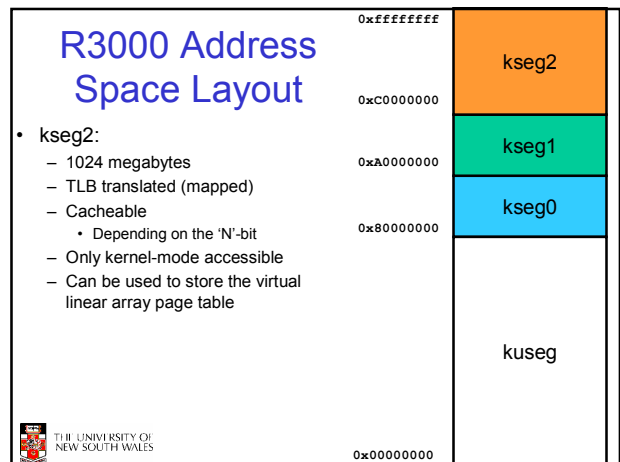 R3000 Address
Space Layout
• kseg2:
– 1024 megabytes
– TLB translated (mapped)
– Cacheable
• Depending on the ‘N’-bit
– Only kernel-mode accessible
– Can be used to store the virtual
linear array page table
THE UNIVERSITY OF
NEW SOUTH WALES
0xffffffff
kseg2
0xC0000000
kseg1
0xA0000000
kseg0
0x80000000
kuseg
0x00000000